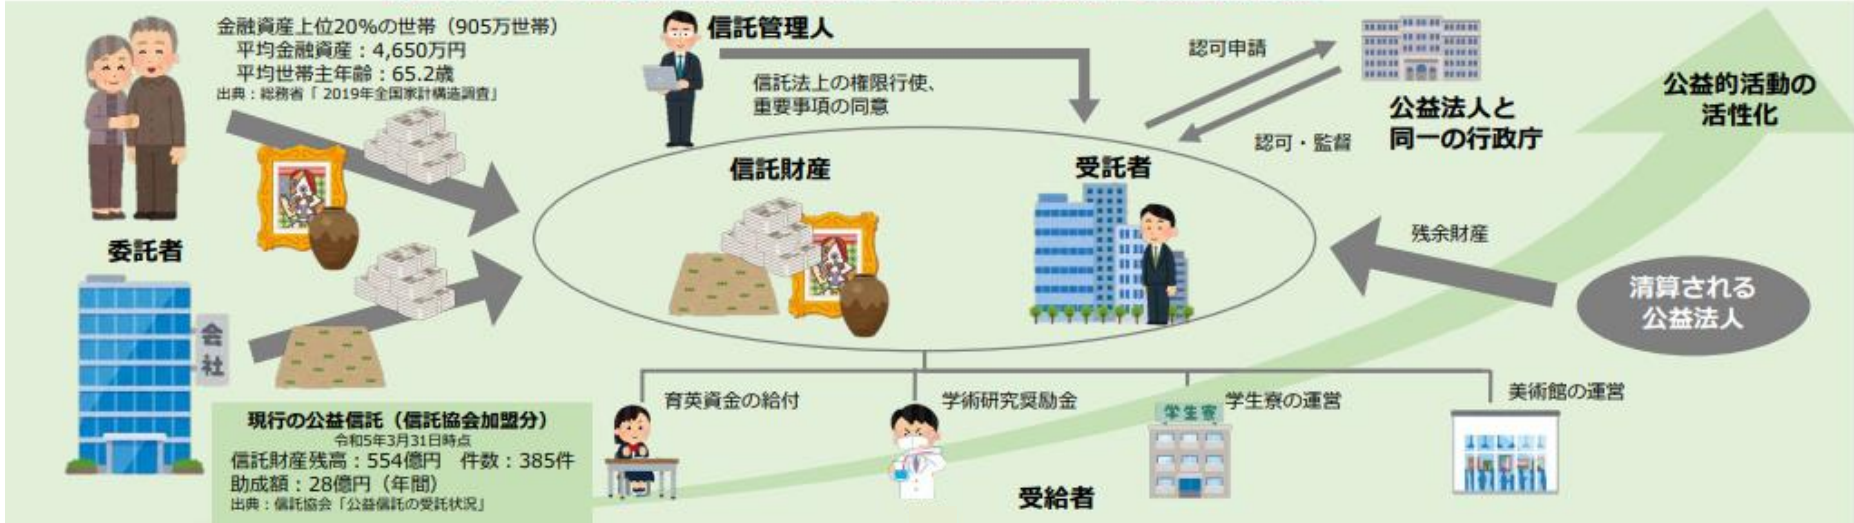 金融資産上位20%の世帯（905万世帯）
平均金融資産：4,650万円
平均世帯主年齢：65.2歳
出典：総務省「 2019年全国家計構造調査」
委託者
会社
信託管理人
信託法上の権限行使、
重要事項の同意
認可申請
認可・監督
公益法人と
同一の行政庁
公益的活動の
活性化
信託財産
受託者
残余財産
清算される
公益法人
現行の公益信託（信託協会加盟分）
令和5年3月31日時点
信託財産残高：554億円　件数：385件
助成額：28億円（年間）
出典：信託協会「公益信託の受託状況」
育英資金の給付
学術研究奨励金
学生寮の運営
学生寮
美術館の運営
受給者